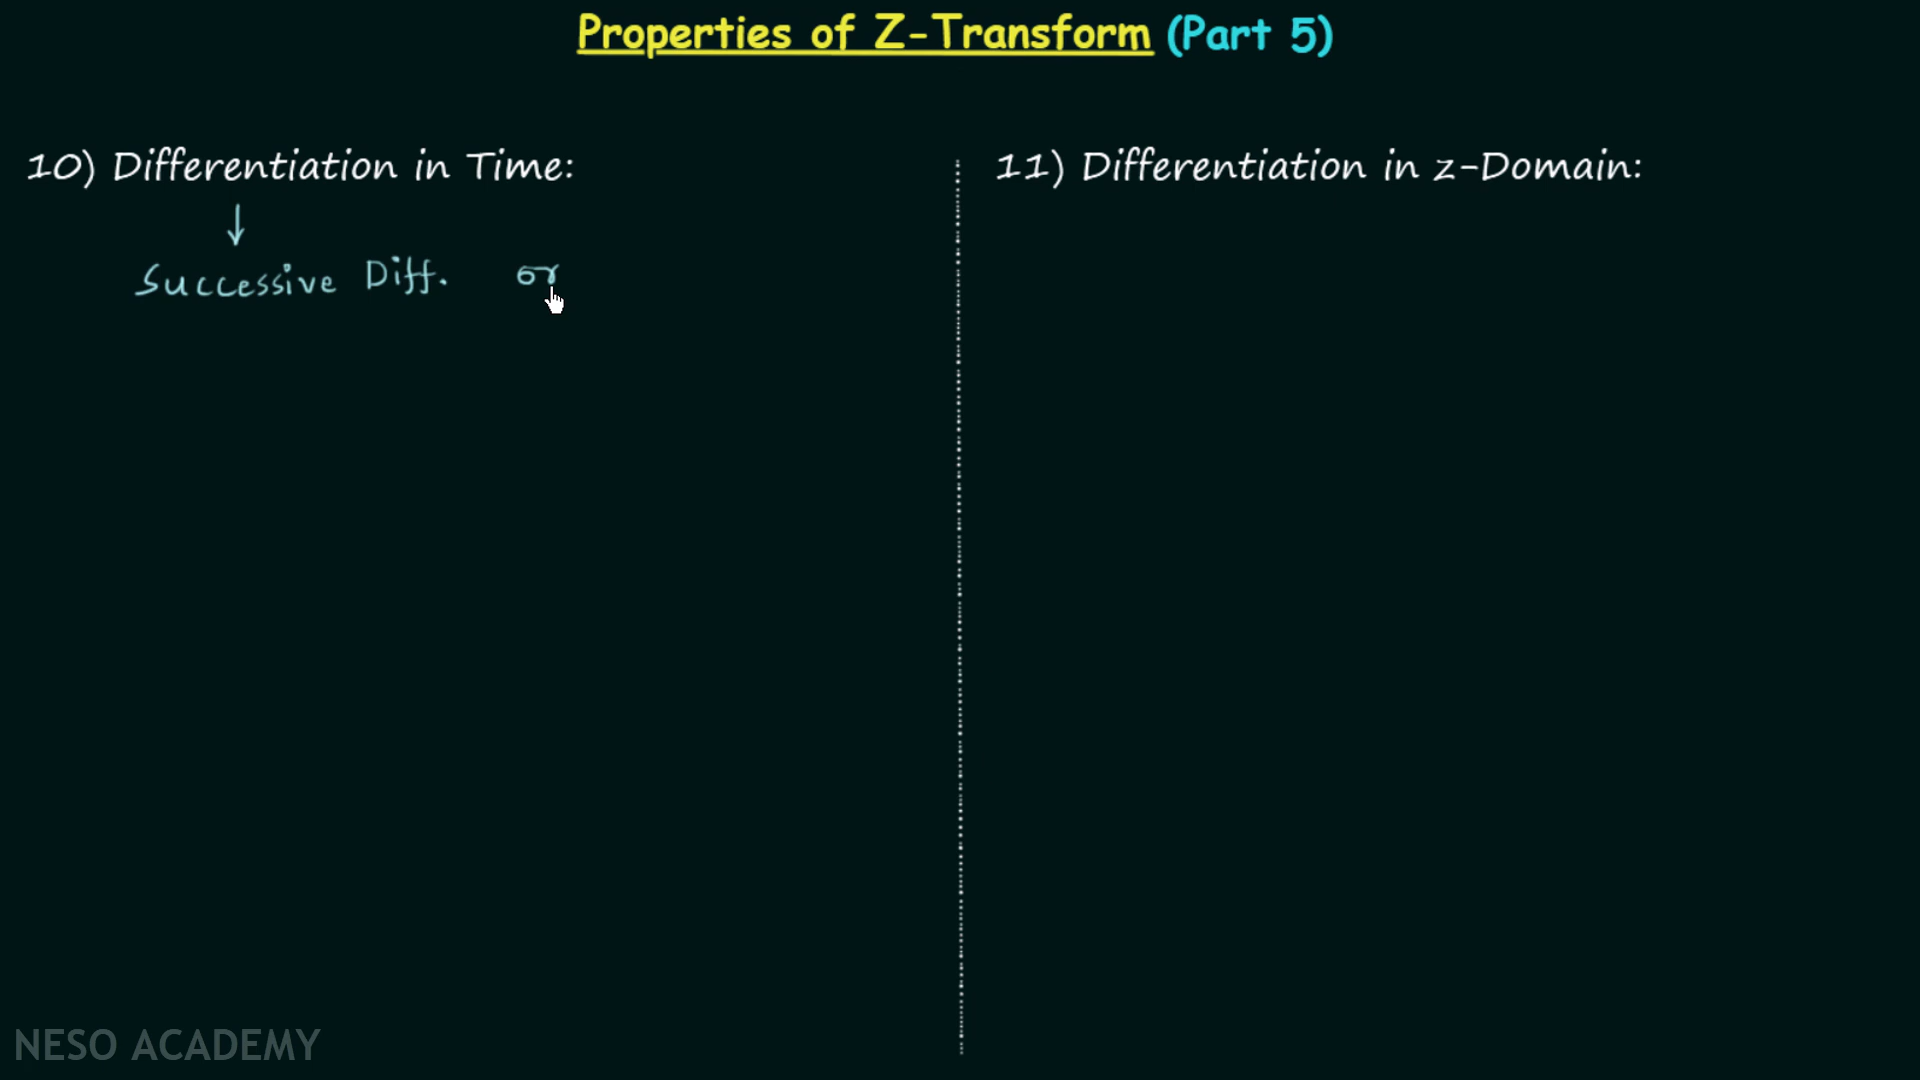 Properties of Z-Transform (Part 5)
10) Differentiation in Time:
Successive Diff. or
11) Differentiation in z-Domain:
NESO ACADEMY